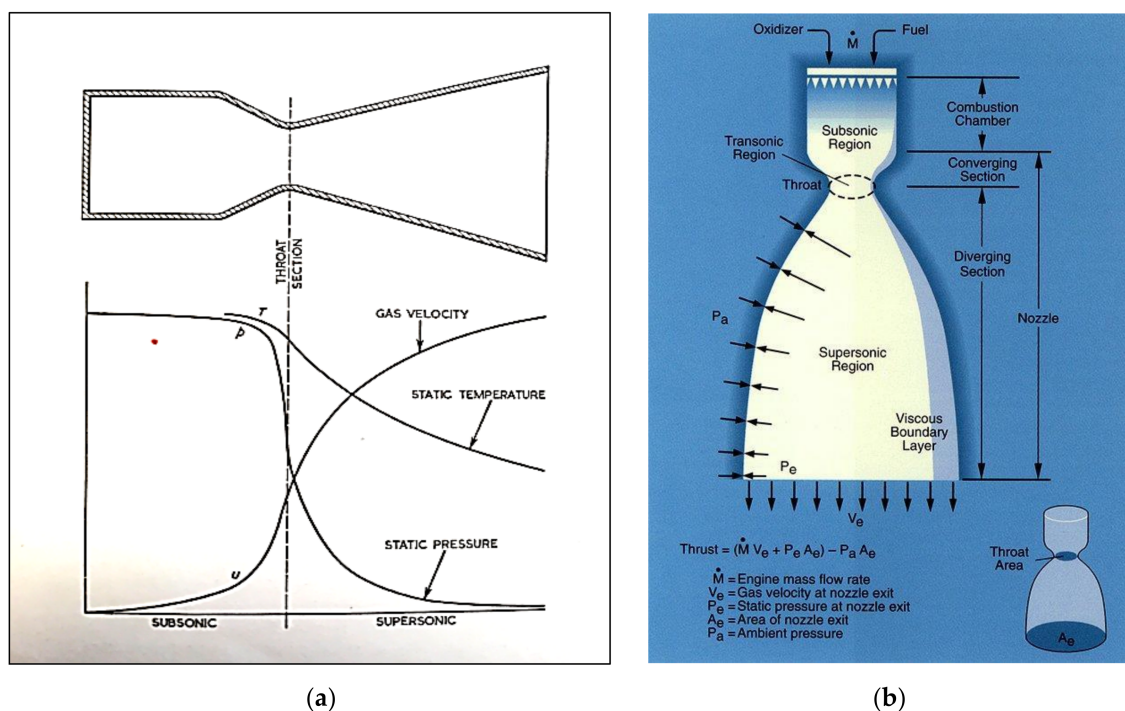 THROAT
SECTION
T
p
GAS VELOCITY
STATIC TEMPERATURE
STATIC PRESSURE
u
SUBSONIC
SUPERSONIC
(a)
Oxidizer
Ṁ
Fuel
Combustion
Chamber
Subsonic
Region
Transonic
Region
Converging
Section
Throat
Diverging
Section
Pa
Nozzle
Supersonic
Region
Viscous
Boundary
Layer
Pe
Ve
Thrust = (Ṁ Ve + Pe Ae) – Pa Ae
Ṁ = Engine mass flow rate
Ve = Gas velocity at nozzle exit
Pe = Static pressure at nozzle exit
Ae = Area of nozzle exit
Pa = Ambient pressure
Throat
Area
Ae
(b)